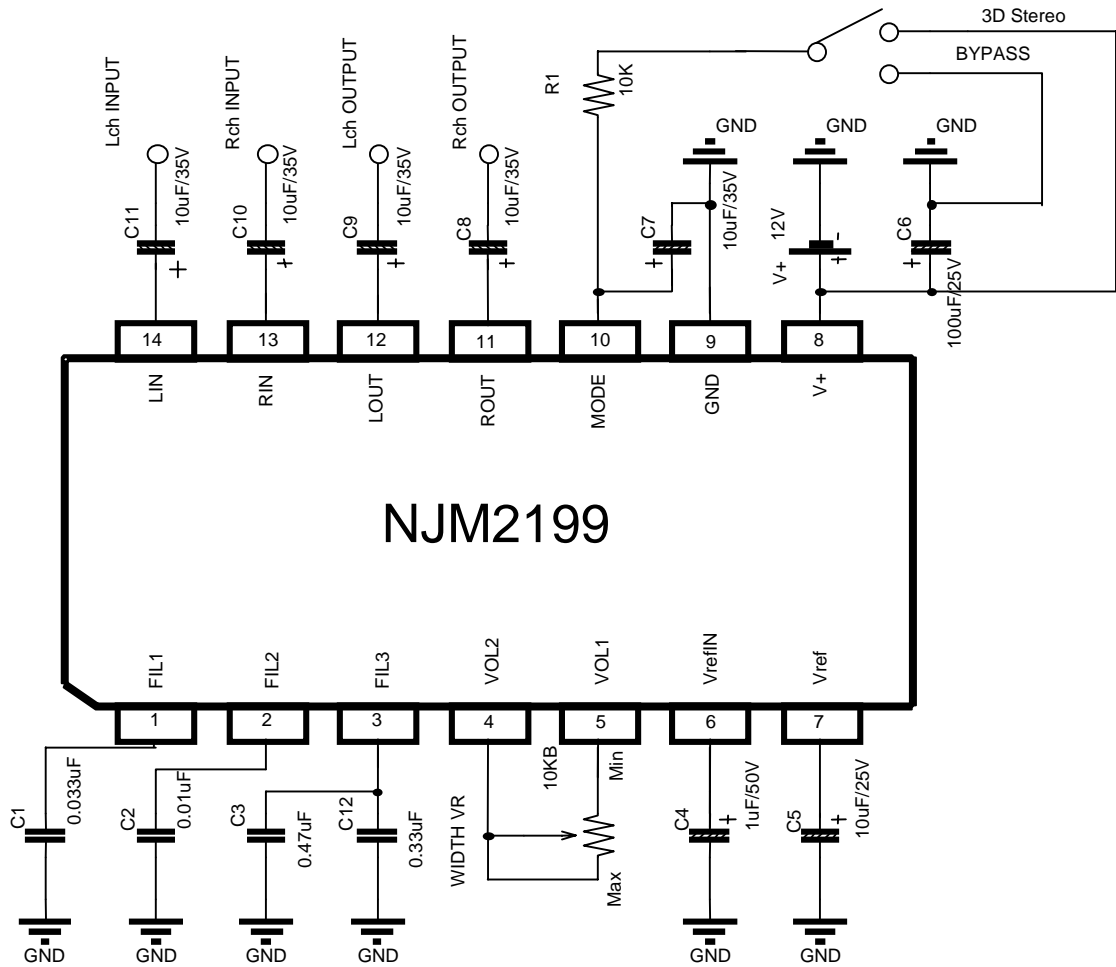 3D Stereo
BYPASS
R1
10K
Lch INPUT
Rch INPUT
Lch OUTPUT
Rch OUTPUT
GND
GND
GND
C11
10uF/35V
+
C10
10uF/35V
+
C9
10uF/35V
+
C8
10uF/35V
+
C7
10uF/35V
+
12V
V+
+
-
C6
100uF/25V
+
14
13
12
11
10
9
8
LIN
RIN
LOUT
ROUT
MODE
GND
V+
NJM2199
FIL1
FIL2
FIL3
VOL2
VOL1
VrefIN
Vref
1
2
3
4
5
6
7
C1
0.033uF
C2
0.01uF
C3
0.47uF
C12
0.33uF
WIDTH VR
10KB
Min
Max
C4
+
1uF/50V
C5
+
10uF/25V
GND
GND
GND
GND
GND
GND